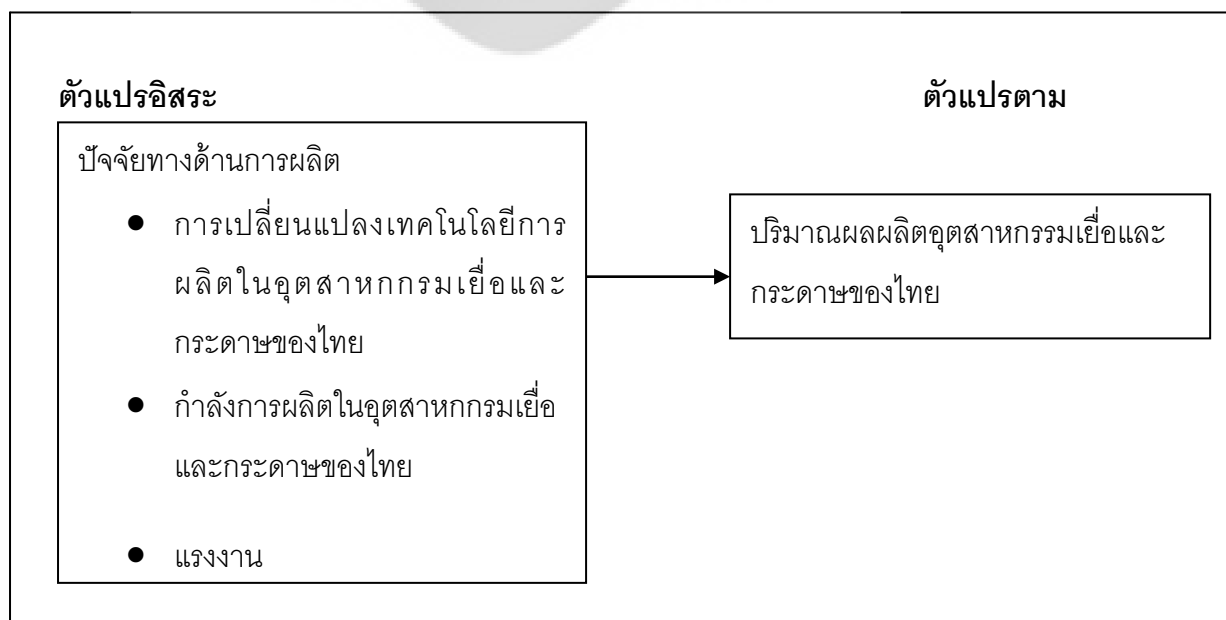 ตัวแปรอิสระ
ตัวแปรตาม
ปัจจัยทางด้านการผลิต
● การเปลี่ยนแปลงเทคโนโลยีการ
ผลิตในอุตสาหกกรมเยื่อและ
กระดาษของไทย
● กำลังการผลิตในอุตสาหกกรมเยื่อ
และกระดาษของไทย
● แรงงาน
ปริมาณผลผลิตอุตสาหกรรมเยื่อและ
กระดาษของไทย